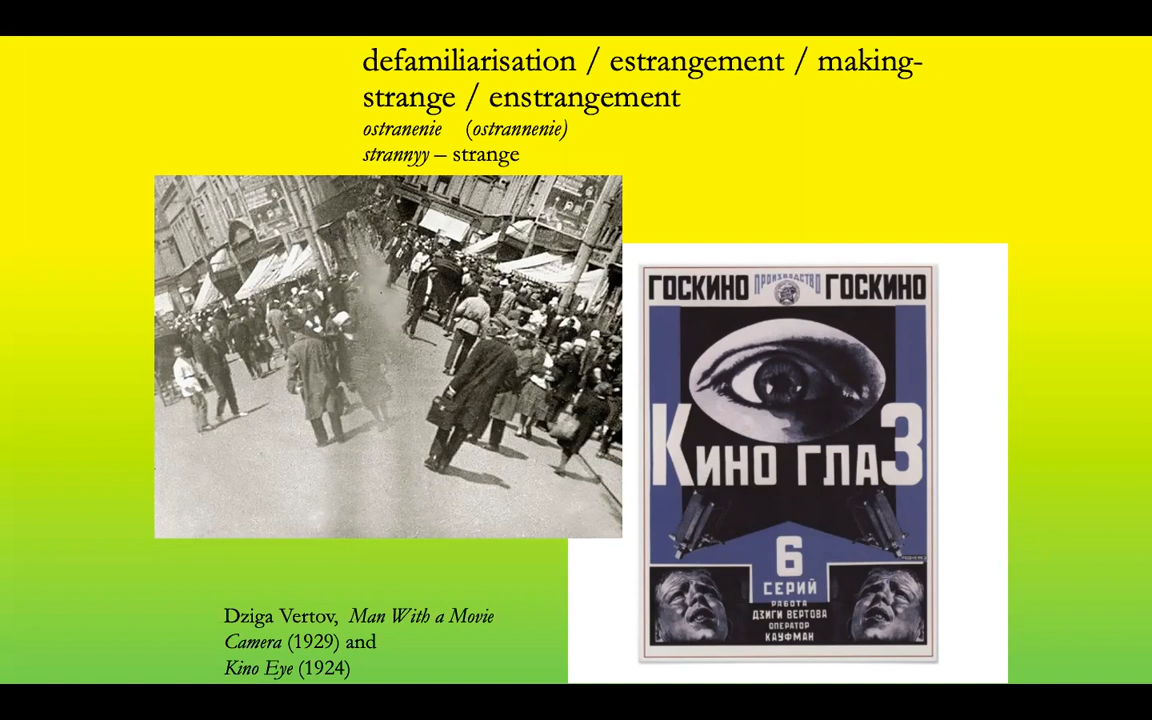 defamiliarisation / estrangement / making-
strange / enstrangement
ostranenie (ostrannenie)
strannyy – strange
ГОСКИНО ПРОИЗВОДСТВО ГОСКИНО
КИНО ГЛАЗ
6
СЕРИЙ
РАБОТА
ДЗИГИ ВЕРТОВА
ОПЕРАТОР
КАУФМАН
Dziga Vertov, Man With a Movie
Camera (1929) and
Kino Eye (1924)